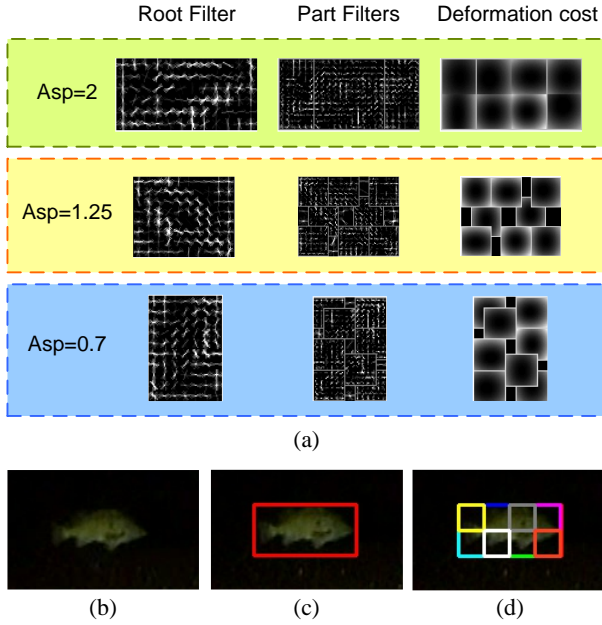 Root Filter Part Filters Deformation cost
Asp=2
Asp=1.25
Asp=0.7
(a)
(b) (c) (d)